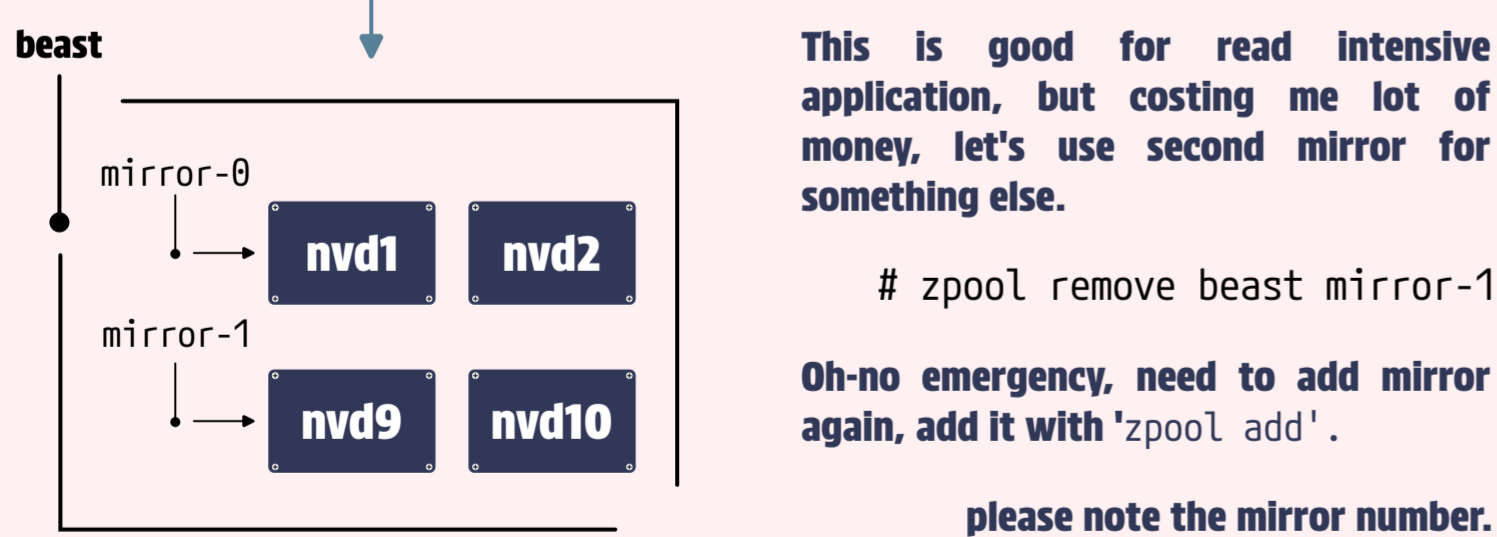 beast
mirror-0
nvd1 nvd2
mirror-1
nvd9 nvd10
This is good for read intensive
application, but costing me lot of
money, let's use second mirror for
something else.
# zpool remove beast mirror-1
Oh-no emergency, need to add mirror
again, add it with 'zpool add'.
please note the mirror number.